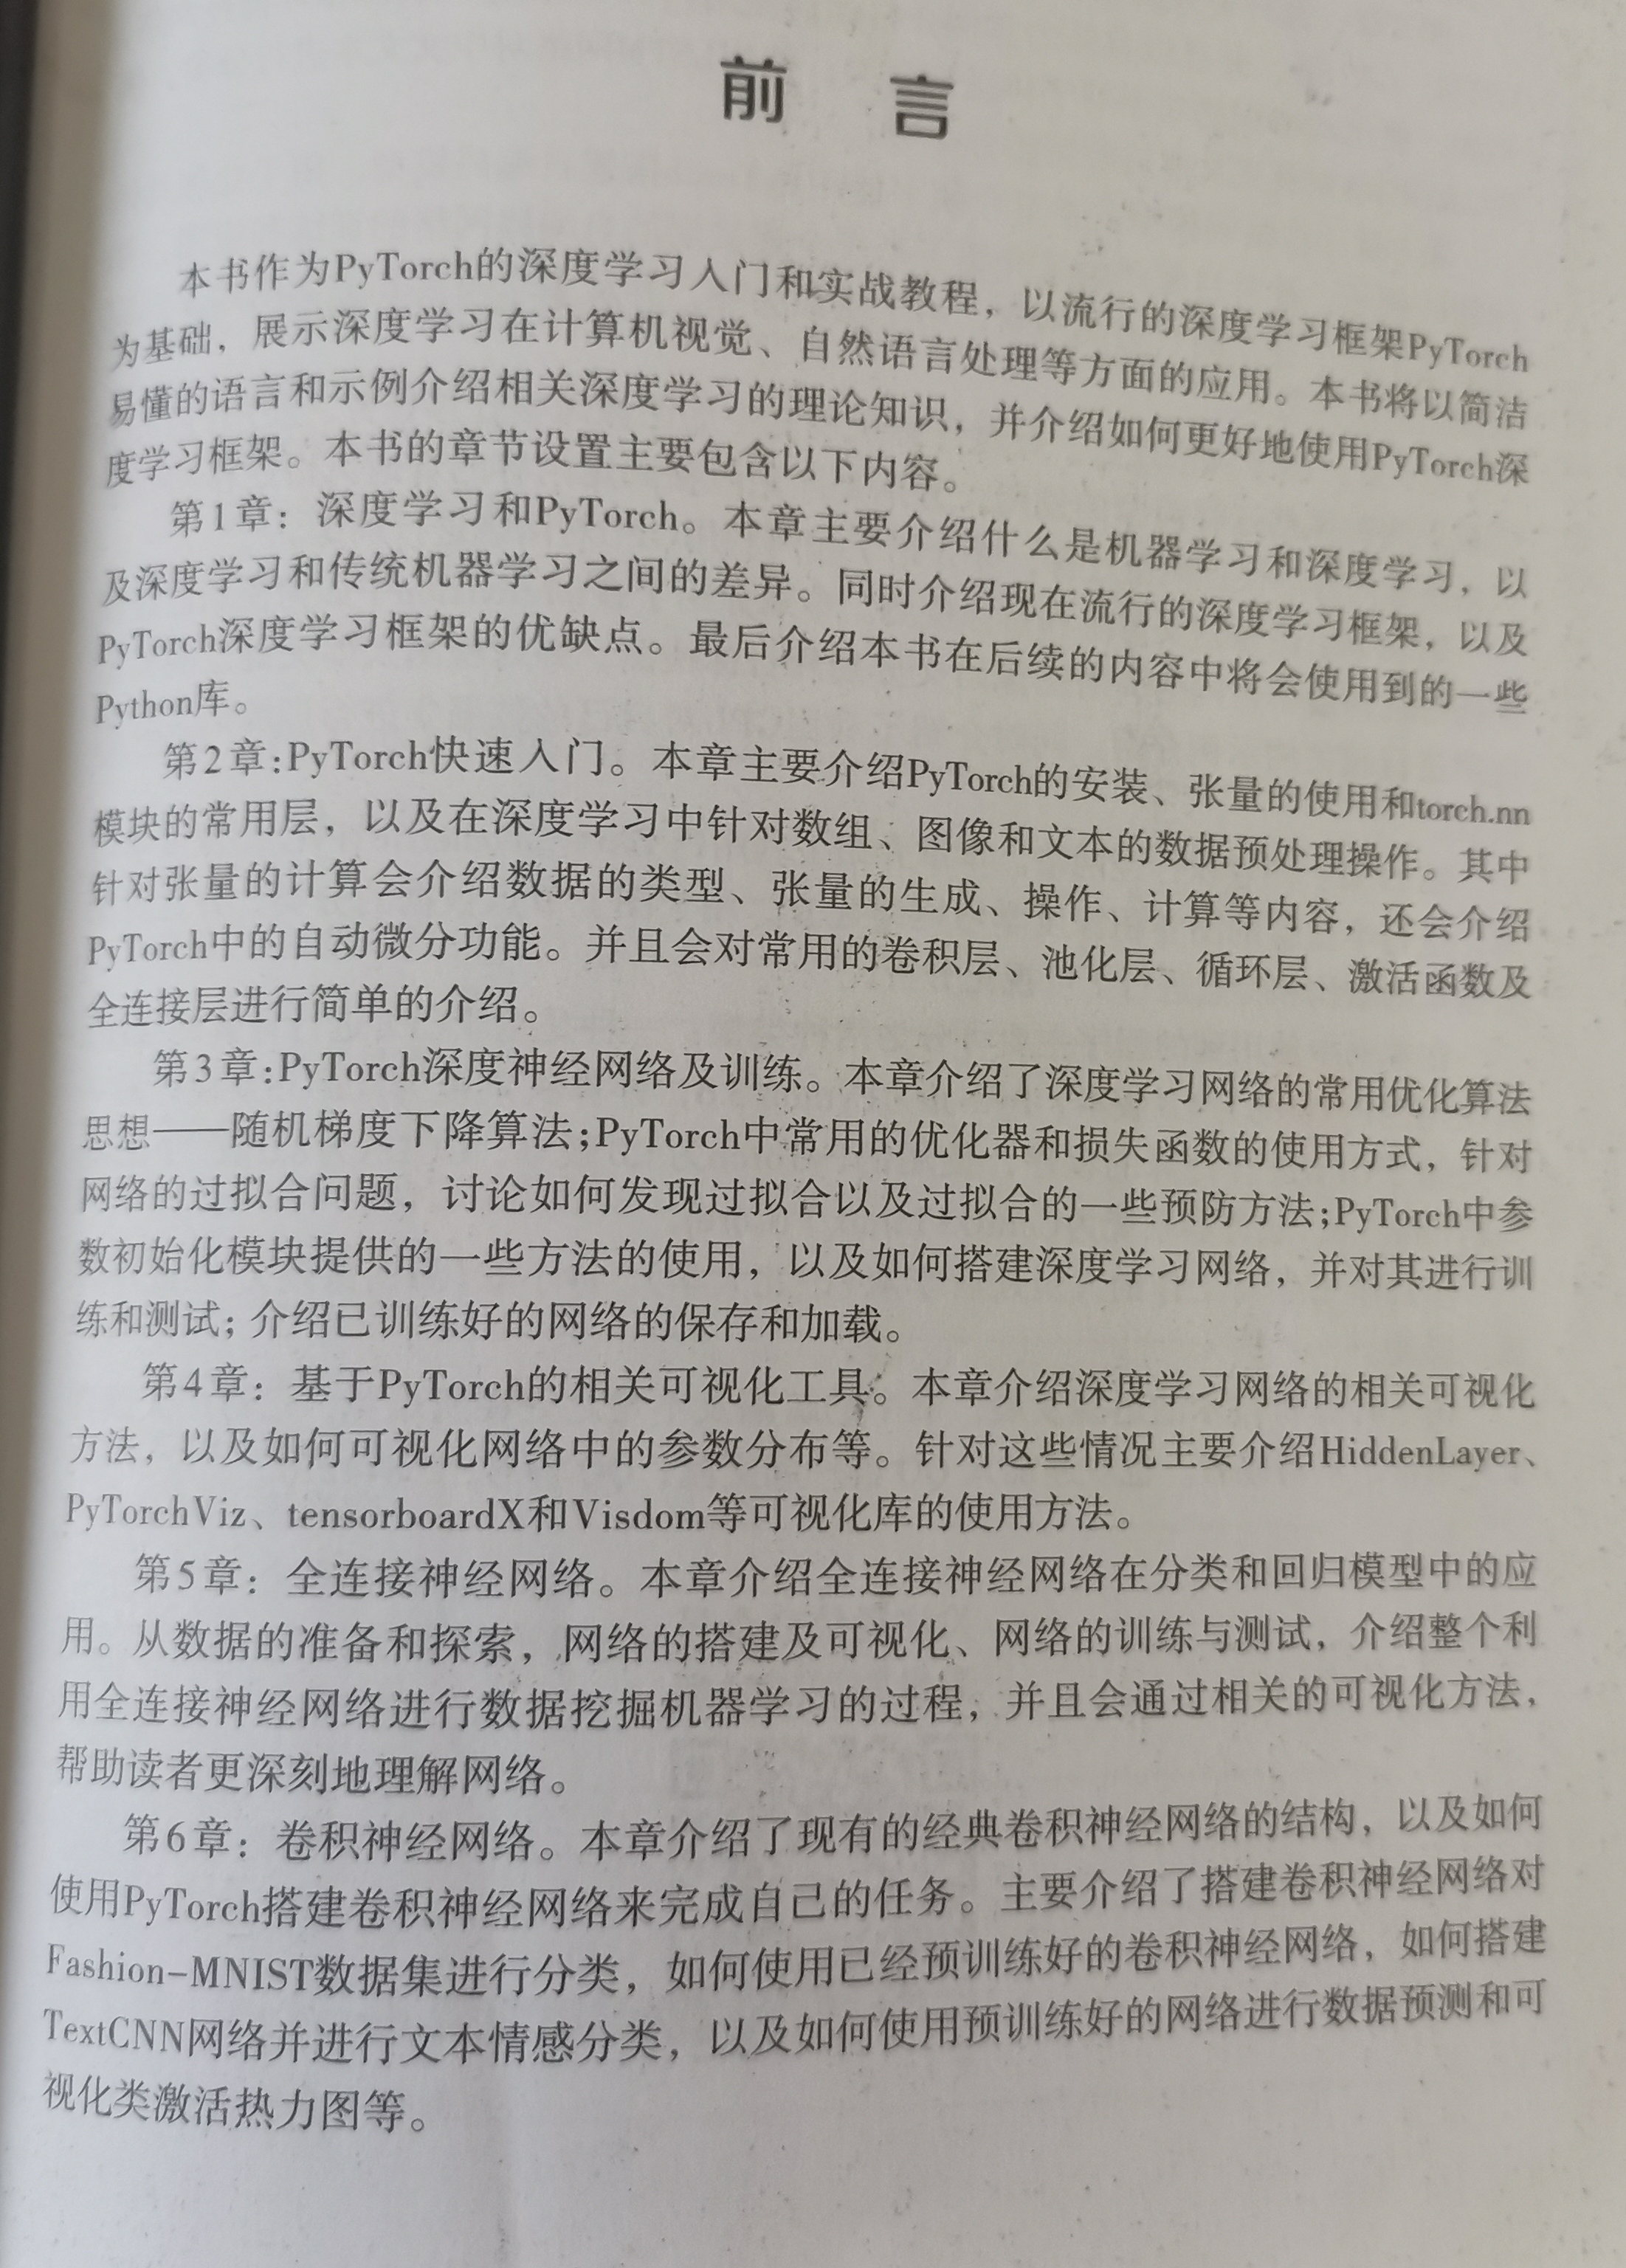 前 言
本书作为PyTorch的深度学习入门和实战教程，以流行的深度学习框架PyTorch
为基础，展示深度学习在计算机视觉、自然语言处理等方面的应用。本书将以简洁
易懂的语言和示例介绍相关深度学习的理论知识，并介绍如何更好地使用PyTorch深
度学习框架。本书的章节设置主要包含以下内容。
第1章：深度学习和PyTorch。本章主要介绍什么是机器学习和深度学习，以
及深度学习和传统机器学习之间的差异。同时介绍现在流行的深度学习框架，以及
PyTorch深度学习框架的优缺点。最后介绍本书在后续的内容中将会使用到的一些
Python库。
第2章：PyTorch快速入门。本章主要介绍PyTorch的安装、张量的使用和torch.nn
模块的常用层，以及在深度学习中针对数组、图像和文本的数据预处理操作。其中
针对张量的计算会介绍数据的类型、张量的生成、操作、计算等内容，还会介绍
PyTorch中的自动微分功能。并且会对常用的卷积层、池化层、循环层、激活函数及
全连接层进行简单的介绍。
第3章：PyTorch深度神经网络及训练。本章介绍了深度学习网络的常用优化算法
思想——随机梯度下降算法；PyTorch中常用的优化器和损失函数的使用方式，针对
网络的过拟合问题，讨论如何发现过拟合以及过拟合的一些预防方法；PyTorch中参
数初始化模块提供的一些方法的使用，以及如何搭建深度学习网络，并对其进行训
练和测试；介绍已训练好的网络的保存和加载。
第4章：基于PyTorch的相关可视化工具。本章介绍深度学习网络的相关可视化
方法，以及如何可视化网络中的参数分布等。针对这些情况主要介绍HiddenLayer、
PyTorchViz、tensorboardX和Visdom等可视化库的使用方法。
第5章：全连接神经网络。本章介绍全连接神经网络在分类和回归模型中的应
用。从数据的准备和探索，网络的搭建及可视化、网络的训练与测试，介绍整个利
用全连接神经网络进行数据挖掘机器学习的过程，并且会通过相关的可视化方法，
帮助读者更深刻地理解网络。
第6章：卷积神经网络。本章介绍了现有的经典卷积神经网络的结构，以及如何
使用PyTorch搭建卷积神经网络来完成自己的任务。主要介绍了搭建卷积神经网络对
Fashion-MNIST数据集进行分类，如何使用已经预训练好的卷积神经网络，如何搭建
TextCNN网络并进行文本情感分类，以及如何使用预训练好的网络进行数据预测和可
视化类激活热力图等。